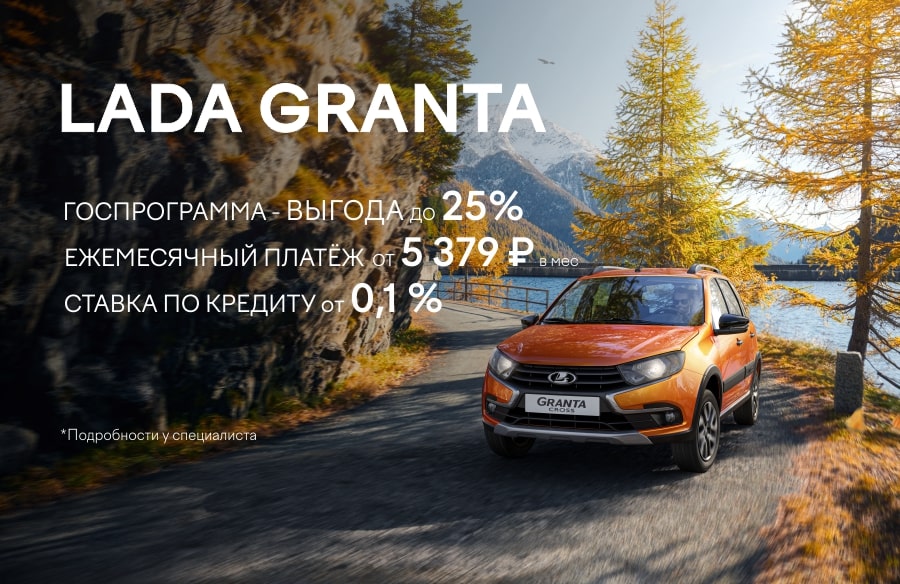 LADA GRANTA
ГОСПРОГРАММА - ВЫГОДА до 25%
ЕЖЕМЕСЯЧНЫЙ ПЛАТЁЖ от 5 379 ₽ в мес
СТАВКА ПО КРЕДИТУ от 0,1 %
GRANTA
CROSS
*Подробности у специалиста